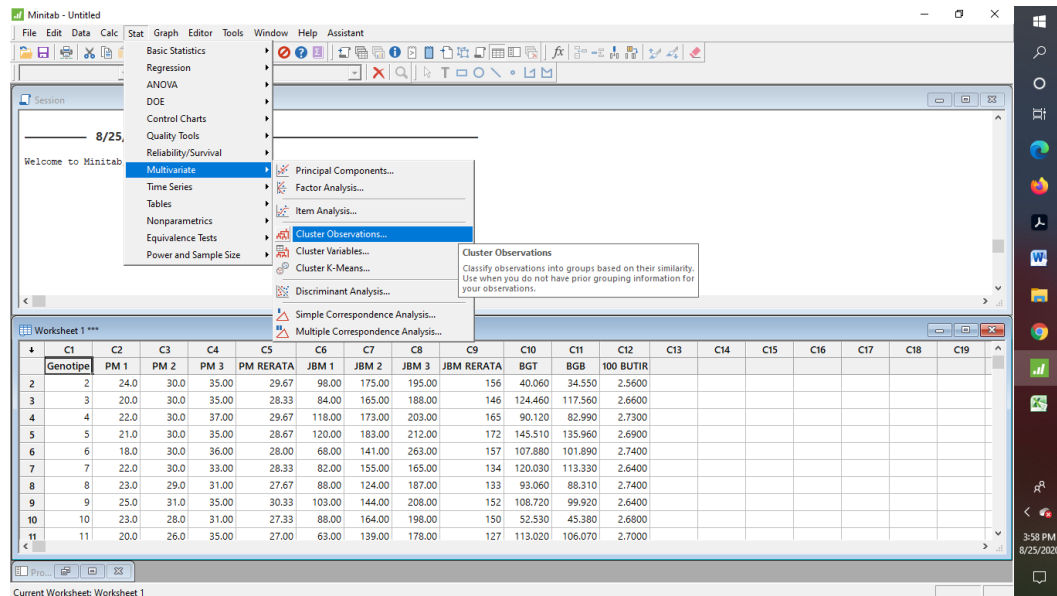 Minitab - Untitled
File Edit Data Calc Stat Graph Editor Tools Window Help Assistant
Basic Statistics
Regression
ANOVA
DOE
Control Charts
Quality Tools
Reliability/Survival
Multivariate
Time Series
Tables
Nonparametrics
Equivalence Tests
Power and Sample Size
Principal Components...
Factor Analysis...
Item Analysis...
Cluster Observations...
Cluster Variables...
Cluster K-Means...
Discriminant Analysis...
Simple Correspondence Analysis...
Multiple Correspondence Analysis...
Cluster Observations
Classify observations into groups based on their similarity.
Use when you do not have prior grouping information for
your observations.
Session
8/25,
Welcome to Minitab
Worksheet 1 ***
C1 C2 C3 C4 C5 C6 C7 C8 C9 C10 C11 C12 C13 C14 C15 C16 C17 C18 C19
Genotipe PM 1 PM 2 PM 3 PM RERATA JBM 1 JBM 2 JBM 3 JBM RERATA BGT BGB 100 BUTIR
2 2 24.0 30.0 35.00 29.67 98.00 175.00 195.00 156 40.060 34.550 2.5600
3 3 20.0 30.0 35.00 28.33 84.00 165.00 188.00 146 124.460 117.560 2.6600
4 4 22.0 30.0 37.00 29.67 118.00 173.00 203.00 165 90.120 82.990 2.7300
5 5 21.0 30.0 35.00 28.67 120.00 183.00 212.00 172 145.510 135.960 2.6900
6 6 18.0 30.0 36.00 28.00 68.00 141.00 263.00 157 107.880 101.890 2.7400
7 7 22.0 30.0 33.00 28.33 82.00 155.00 165.00 134 120.030 113.330 2.6400
8 8 23.0 29.0 31.00 27.67 88.00 124.00 187.00 133 93.060 88.310 2.7400
9 9 25.0 31.0 35.00 30.33 103.00 144.00 208.00 152 108.720 99.920 2.6400
10 10 23.0 28.0 31.00 27.33 88.00 164.00 198.00 150 52.530 45.380 2.6800
11 11 20.0 26.0 35.00 27.00 63.00 139.00 178.00 127 113.020 106.070 2.7000
Pro...
Current Worksheet: Worksheet 1
3:58 PM
8/25/2020